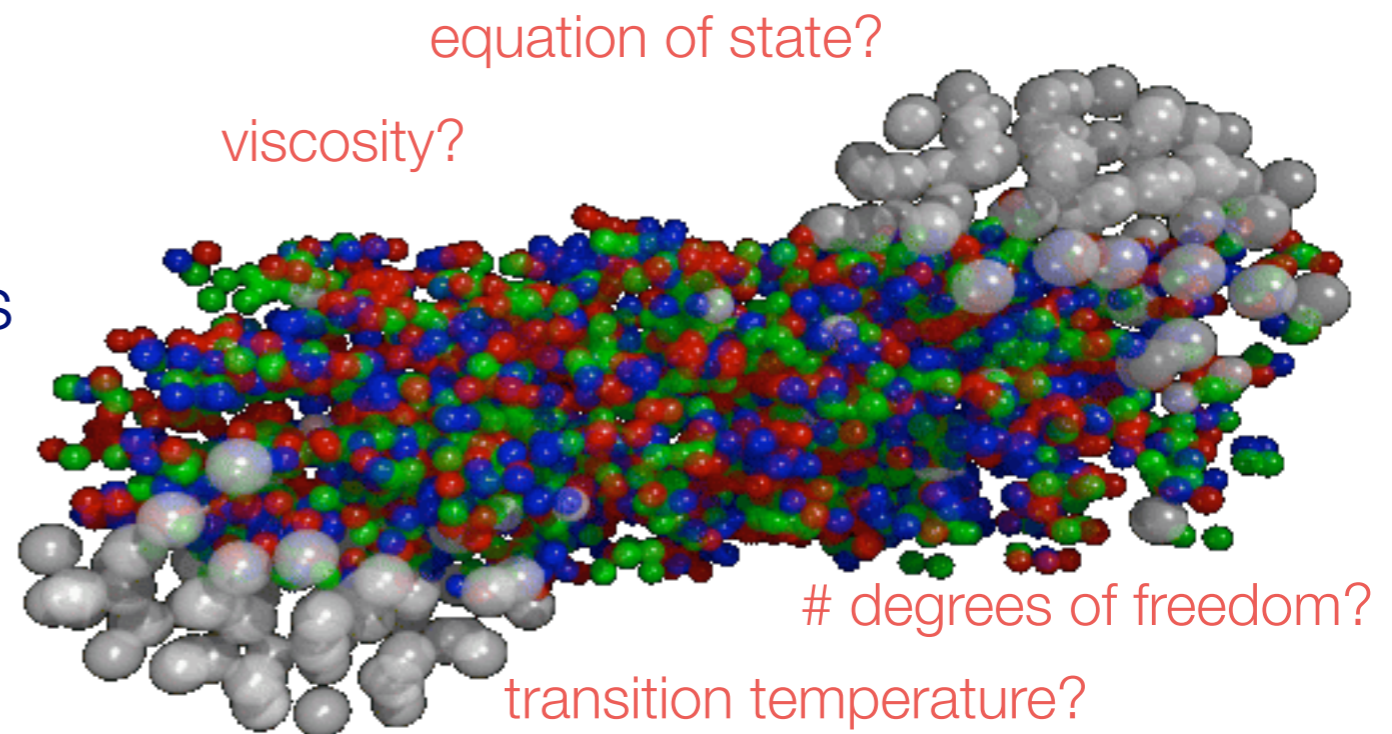 equation of state?
viscosity?
s
# degrees of freedom?
transition temperature?